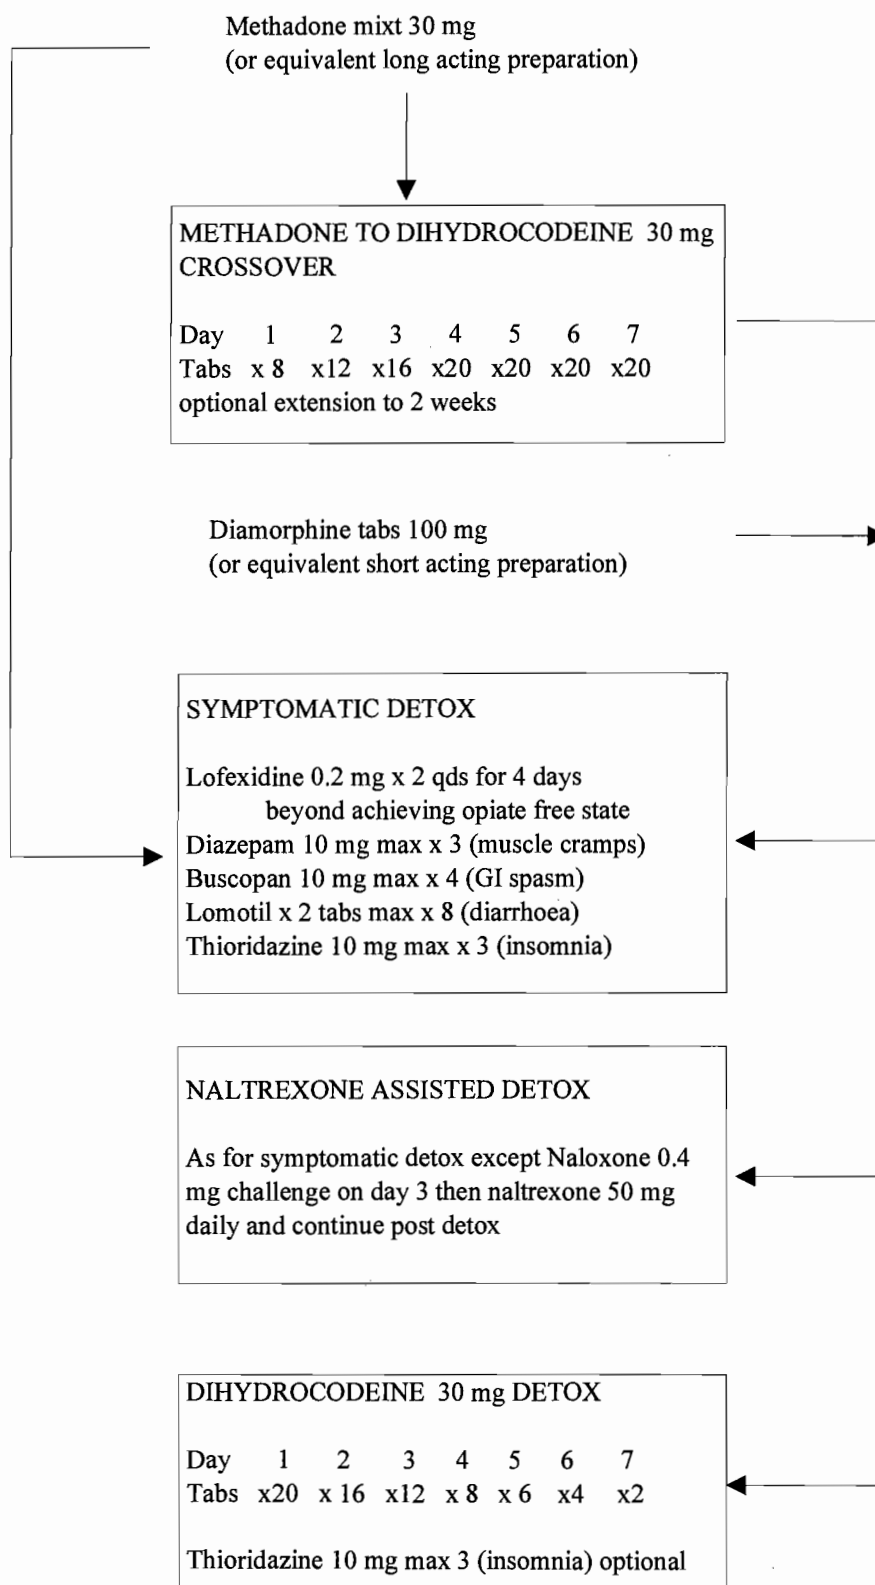 Methadone mixt 30 mg
(or equivalent long acting preparation)
METHADONE TO DIHYDROCODEINE 30 mg
CROSSOVER
Day 1 2 3 4 5 6 7
Tabs x 8 x12 x16 x20 x20 x20 x20
optional extension to 2 weeks
Diamorphine tabs 100 mg
(or equivalent short acting preparation)
SYMPTOMATIC DETOX
Lofexidine 0.2 mg x 2 qds for 4 days
beyond achieving opiate free state
Diazepam 10 mg max x 3 (muscle cramps)
Buscopan 10 mg max x 4 (GI spasm)
Lomotil x 2 tabs max x 8 (diarrhoea)
Thioridazine 10 mg max x 3 (insomnia)
NALTREXONE ASSISTED DETOX
As for symptomatic detox except Naloxone 0.4
mg challenge on day 3 then naltrexone 50 mg
daily and continue post detox
DIHYDROCODEINE 30 mg DETOX
Day 1 2 3 4 5 6 7
Tabs x20 x 16 x12 x 8 x 6 x4 x2
Thioridazine 10 mg max 3 (insomnia) optional